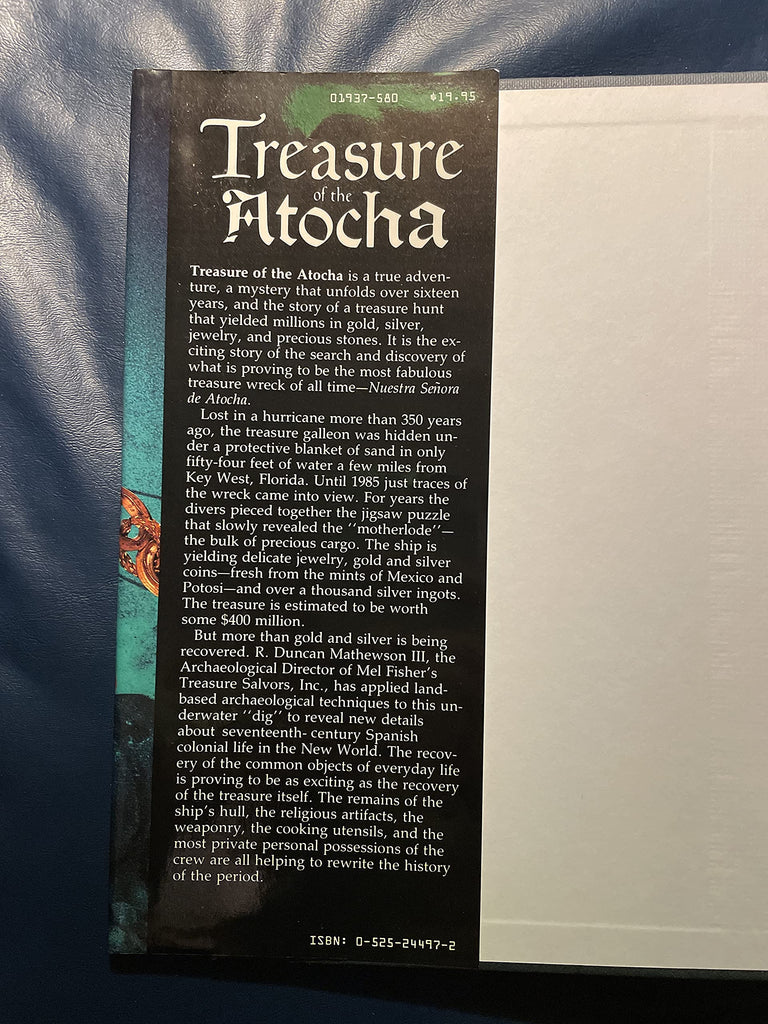 01937-580 $19.95
Treasure
of the
Atocha
Treasure of the Atocha is a true adven-
ture, a mystery that unfolds over sixteen
years, and the story of a treasure hunt
that yielded millions in gold, silver,
jewelry, and precious stones. It is the ex-
citing story of the search and discovery of
what is proving to be the most fabulous
treasure wreck of all time—Nuestra Señora
de Atocha.
Lost in a hurricane more than 350 years
ago, the treasure galleon was hidden un-
der a protective blanket of sand in only
fifty-four feet of water a few miles from
Key West, Florida. Until 1985 just traces of
the wreck came into view. For years the
divers pieced together the jigsaw puzzle
that slowly revealed the ''motherlode''—
the bulk of precious cargo. The ship is
yielding delicate jewelry, gold and silver
coins—fresh from the mints of Mexico and
Potosi—and over a thousand silver ingots.
The treasure is estimated to be worth
some $400 million.
But more than gold and silver is being
recovered. R. Duncan Mathewson III, the
Archaeological Director of Mel Fisher's
Treasure Salvors, Inc., has applied land-
based archaeological techniques to this un-
derwater ''dig'' to reveal new details
about seventeenth- century Spanish
colonial life in the New World. The recov-
ery of the common objects of everyday life
is proving to be as exciting as the recovery
of the treasure itself. The remains of the
ship's hull, the religious artifacts, the
weaponry, the cooking utensils, and the
most private personal possessions of the
crew are all helping to rewrite the history
of the period.
ISBN: 0-525-24497-2